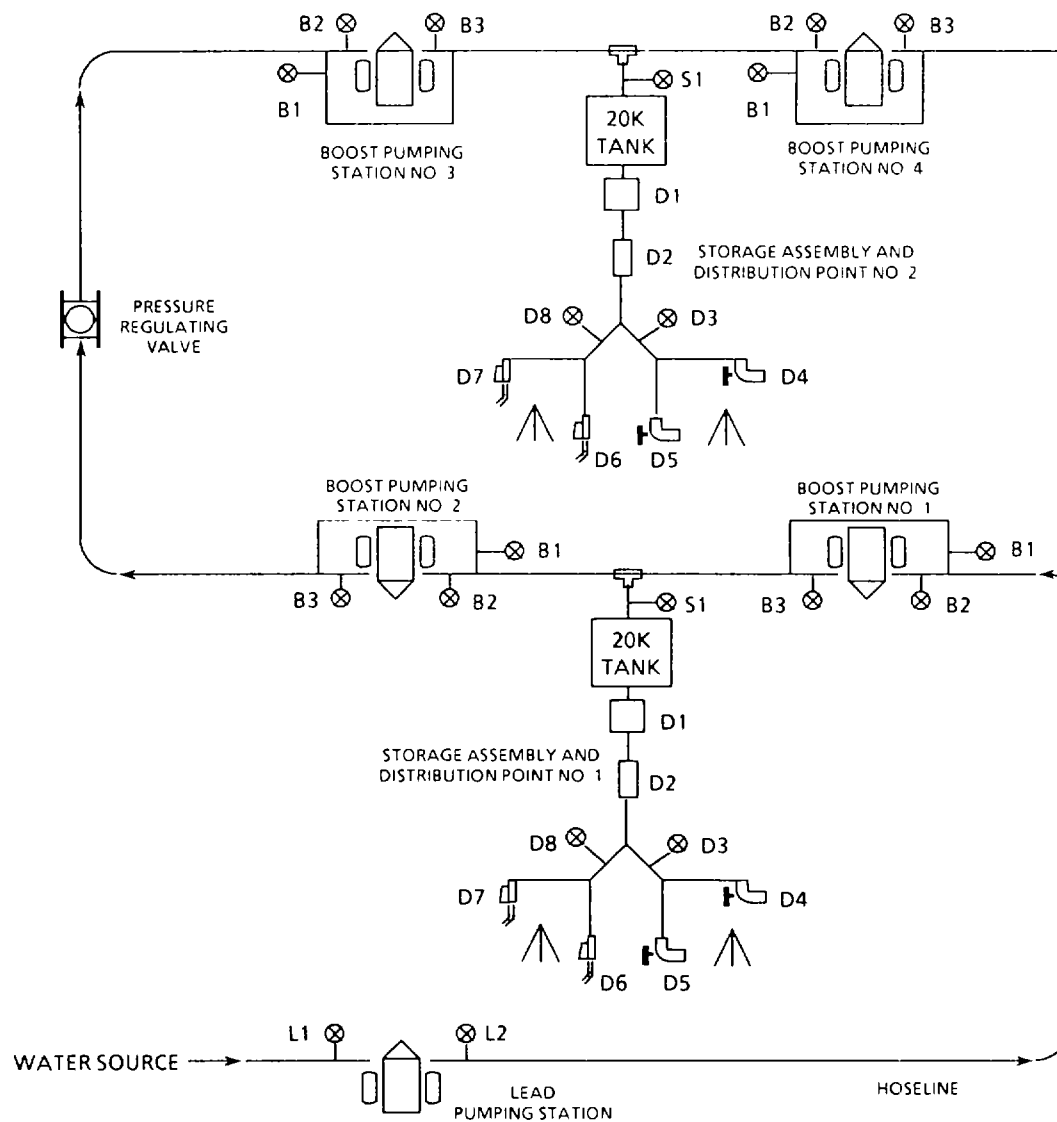 B2
B3
B1
BOOST PUMPING
STATION NO 3
S1
20K
TANK
B2
B3
B1
BOOST PUMPING
STATION NO 4
D1
D2
STORAGE ASSEMBLY AND
DISTRIBUTION POINT NO 2
D8
D3
D7
D4
D6
D5
PRESSURE
REGULATING
VALVE
BOOST PUMPING
STATION NO 2
B1
B3
B2
BOOST PUMPING
STATION NO 1
B1
B3
B2
S1
20K
TANK
D1
STORAGE ASSEMBLY AND
DISTRIBUTION POINT NO 1
D2
D8
D3
D7
D4
D6
D5
L1
L2
WATER SOURCE
LEAD
PUMPING STATION
HOSELINE